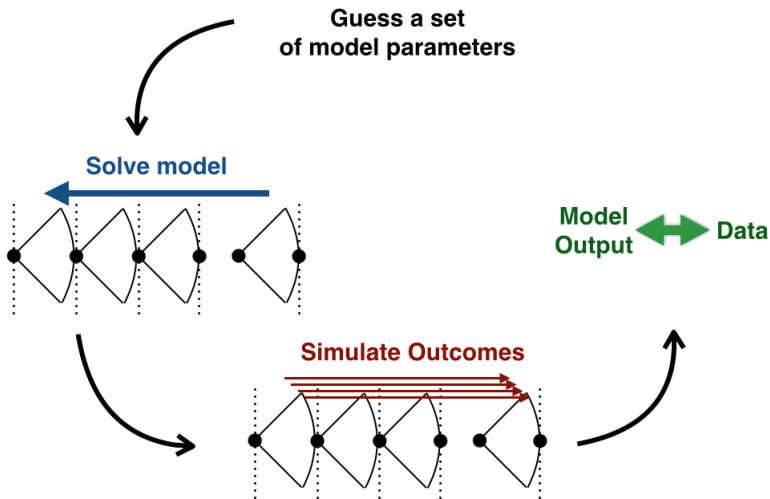 Guess a set
of model parameters
Solve model
Model
Output
Data
Simulate Outcomes